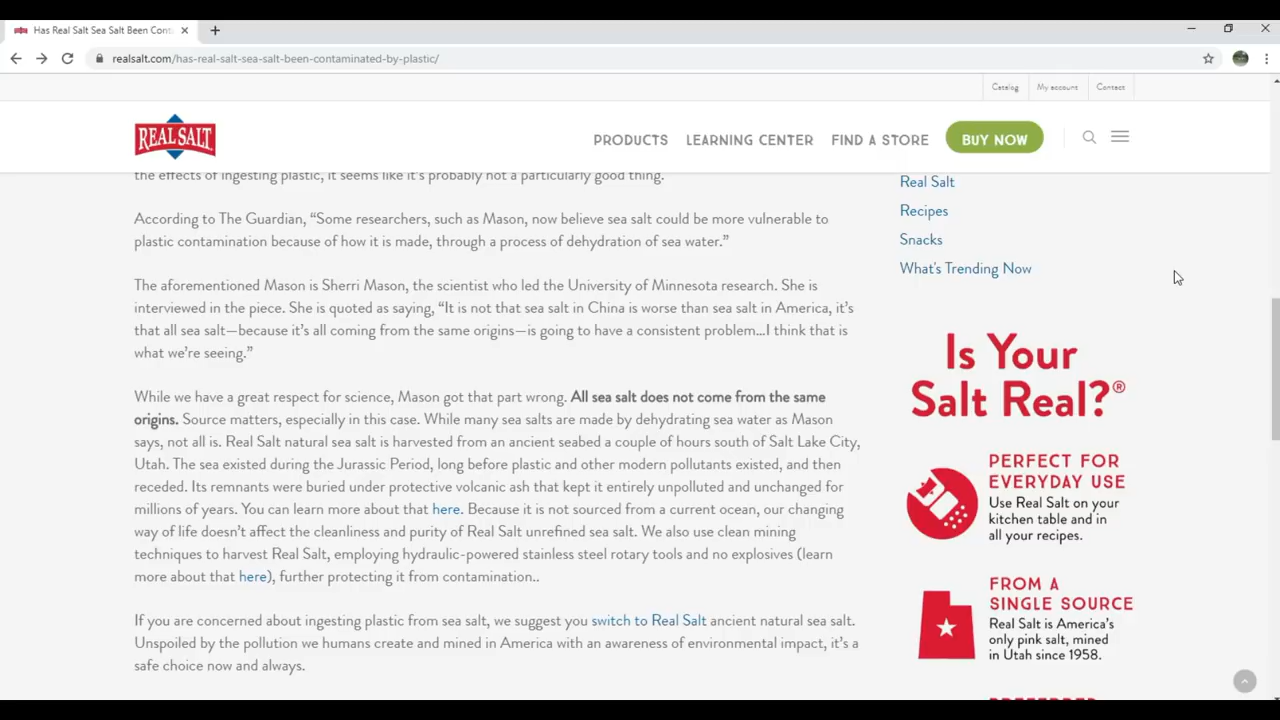 Has Real Salt Sea Salt Been Cont
realsalt.com/has-real-salt-sea-salt-been-contaminated-by-plastic/
Catalog
My account
Contact
REAL SALT
PRODUCTS
LEARNING CENTER
FIND A STORE
BUY NOW
the effects of ingesting plastic, it seems like it's probably not a particularly good thing.
According to The Guardian, “Some researchers, such as Mason, now believe sea salt could be more vulnerable to
plastic contamination because of how it is made, through a process of dehydration of sea water.”
The aforementioned Mason is Sherri Mason, the scientist who led the University of Minnesota research. She is
interviewed in the piece. She is quoted as saying, “It is not that sea salt in China is worse than sea salt in America, it’s
that all sea salt—because it’s all coming from the same origins—is going to have a consistent problem…I think that is
what we’re seeing.”
While we have a great respect for science, Mason got that part wrong. All sea salt does not come from the same
origins. Source matters, especially in this case. While many sea salts are made by dehydrating sea water as Mason
says, not all is. Real Salt natural sea salt is harvested from an ancient seabed a couple of hours south of Salt Lake City,
Utah. The sea existed during the Jurassic Period, long before plastic and other modern pollutants existed, and then
receded. Its remnants were buried under protective volcanic ash that kept it entirely unpolluted and unchanged for
millions of years. You can learn more about that here. Because it is not sourced from a current ocean, our changing
way of life doesn’t affect the cleanliness and purity of Real Salt unrefined sea salt. We also use clean mining
techniques to harvest Real Salt, employing hydraulic-powered stainless steel rotary tools and no explosives (learn
more about that here), further protecting it from contamination..
If you are concerned about ingesting plastic from sea salt, we suggest you switch to Real Salt ancient natural sea salt.
Unspoiled by the pollution we humans create and mined in America with an awareness of environmental impact, it’s a
safe choice now and always.
Real Salt
Recipes
Snacks
What's Trending Now
Is Your
Salt Real?®
PERFECT FOR
EVERYDAY USE
Use Real Salt on your
kitchen table and in
all your recipes.
FROM A
SINGLE SOURCE
Real Salt is America's
only pink salt, mined
in Utah since 1958.